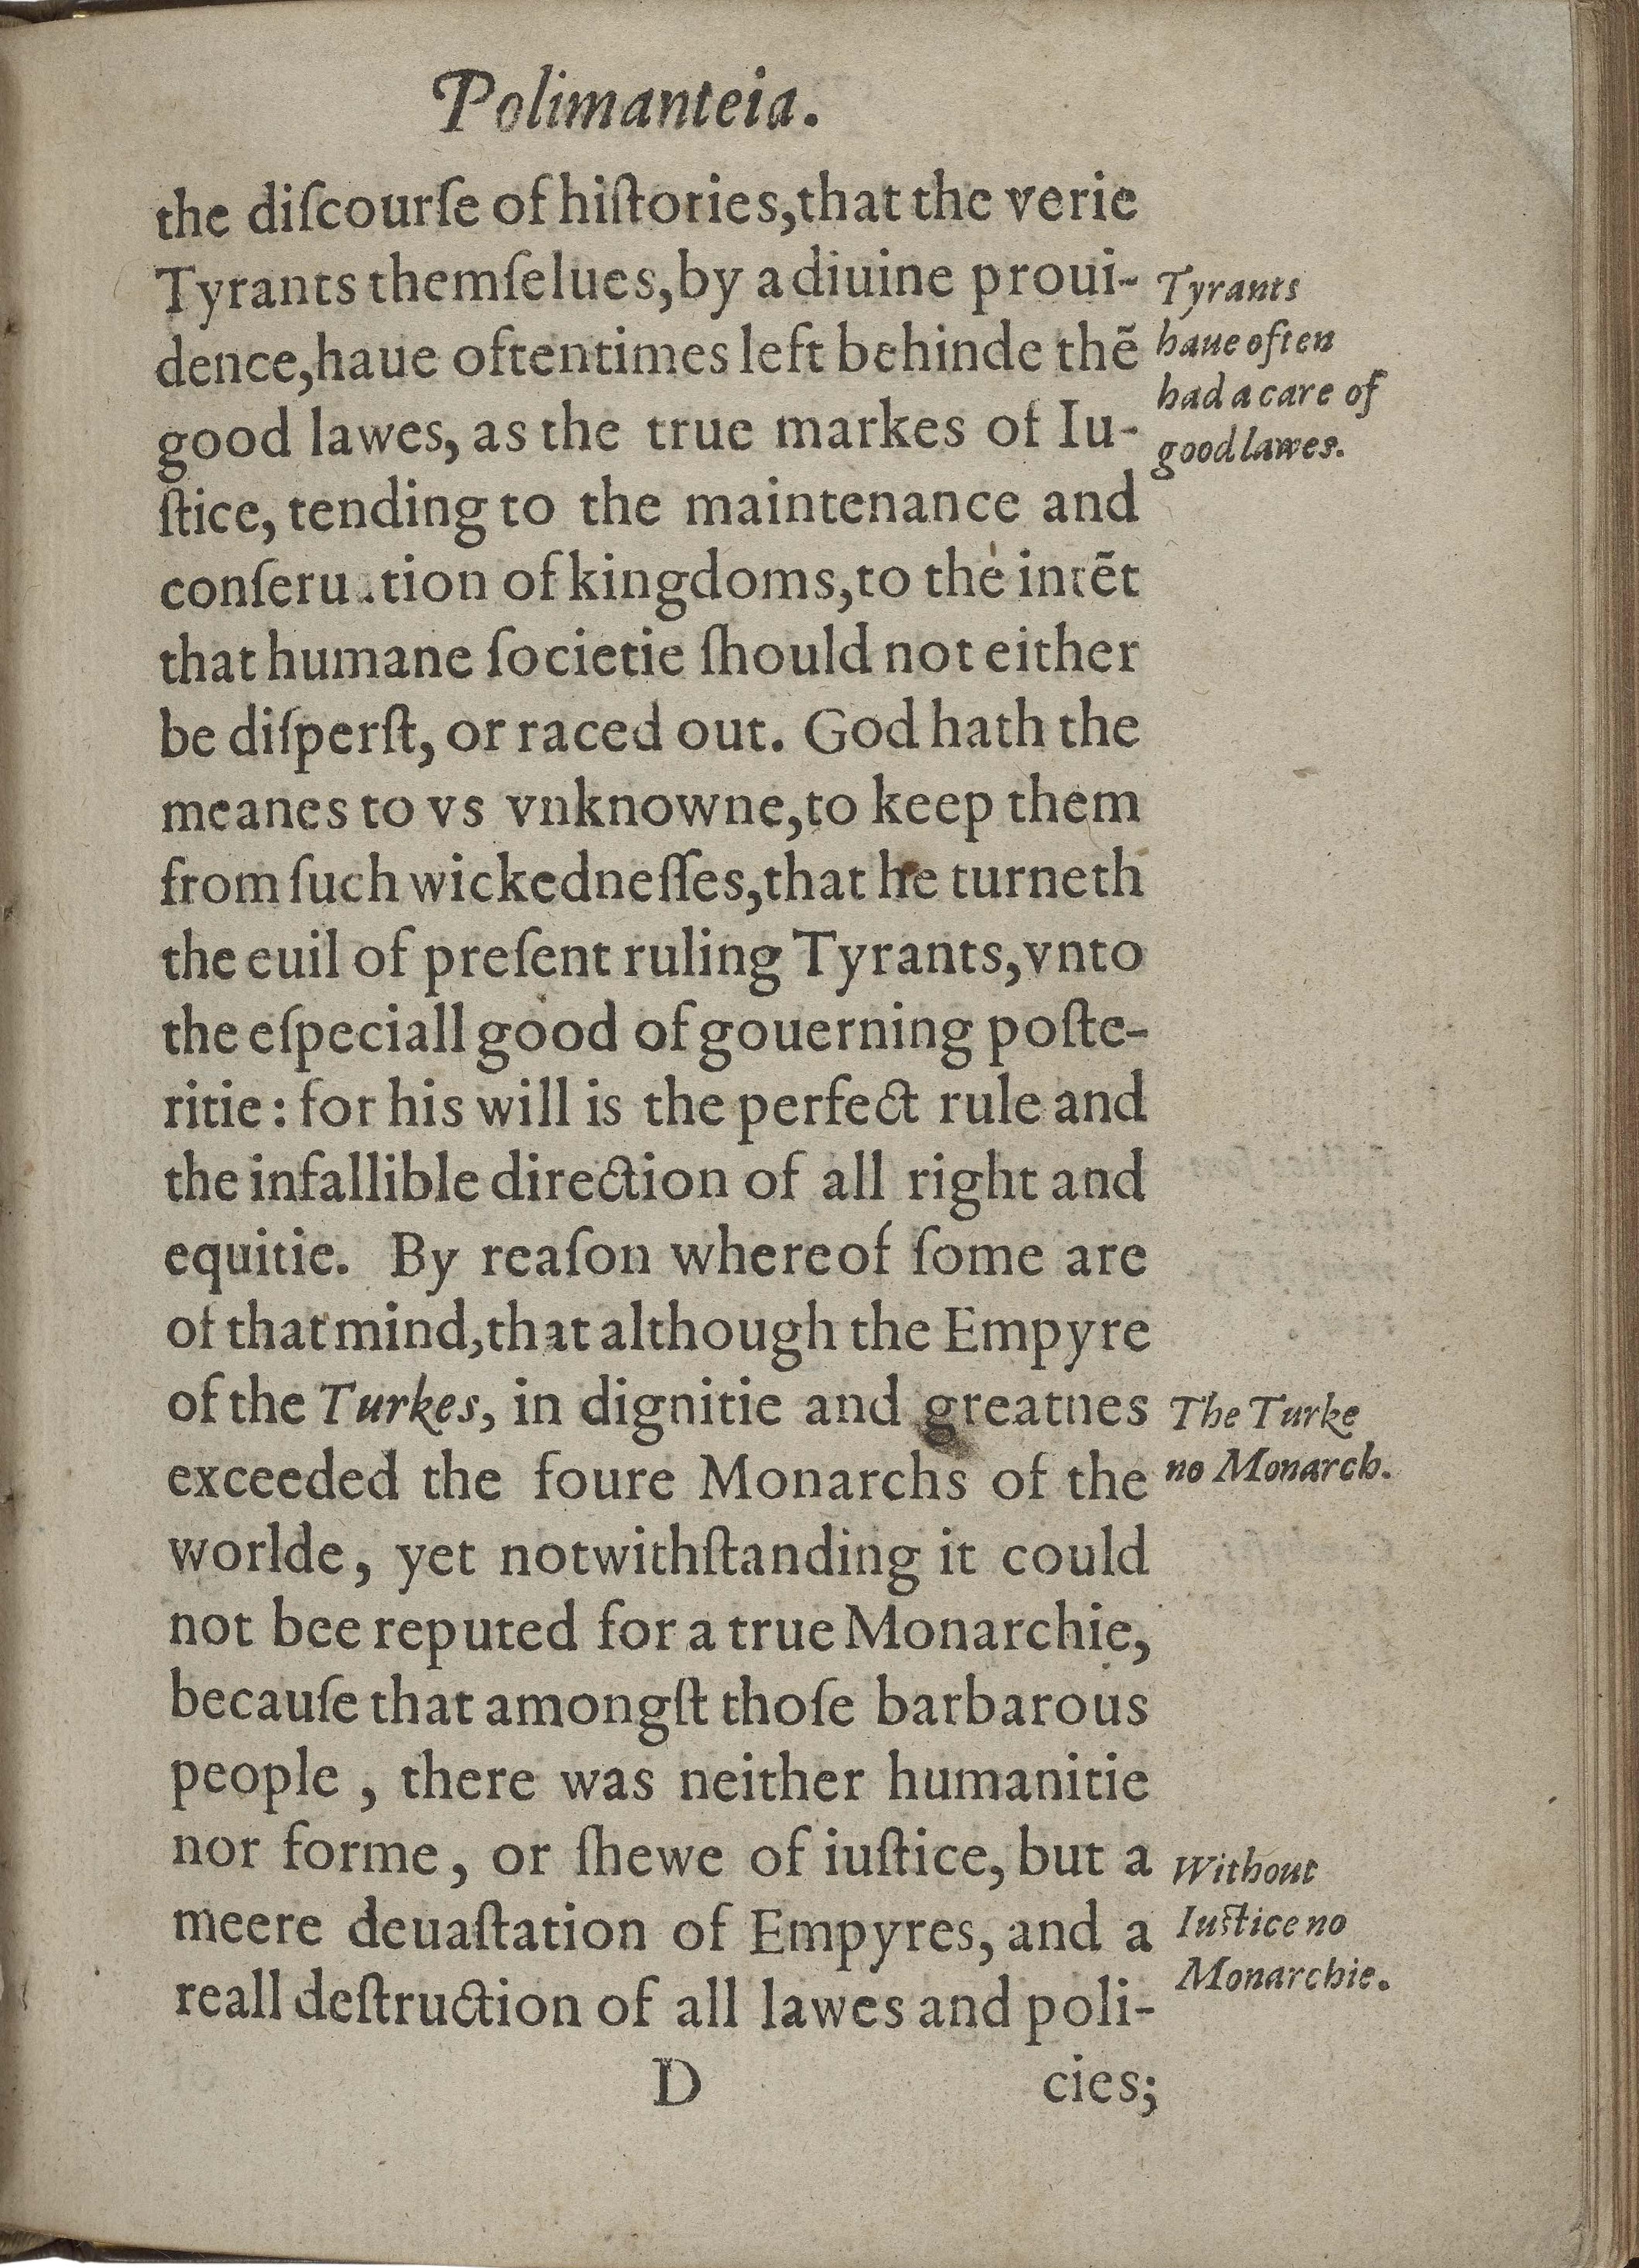 Polimanteia.
the diſcourſe of hiſtories, that the verie
Tyrants themſelues, by a diuine proui-
dence, haue oftentimes left behinde thẽ
good lawes, as the true markes of Iu-
ſtice, tending to the maintenance and
conſeru.tion of kingdoms, to the intẽt
that humane ſocietie ſhould not either
be diſperſt, or raced out. God hath the
meanes to vs vnknowne, to keep them
from ſuch wickedneſſes, that he turneth
the euil of preſent ruling Tyrants, vnto
the eſpeciall good of gouerning poſte-
ritie: for his will is the perfect rule and
the infallible direction of all right and
equitie. By reaſon whereof ſome are
of that mind, that although the Empyre
of the Turkes, in dignitie and greatnes
exceeded the foure Monarchs of the
worlde, yet notwithſtanding it could
not bee reputed for a true Monarchie,
becauſe that amongſt thoſe barbarous
people, there was neither humanitie
nor forme, or ſhewe of iuſtice, but a
meere deuaſtation of Empyres, and a
reall deſtruction of all lawes and poli-
D cies;
Tyrants
haue often
had a care of
good lawes.
The Turke
no Monarch.
Without
Iuſtice no
Monarchie.